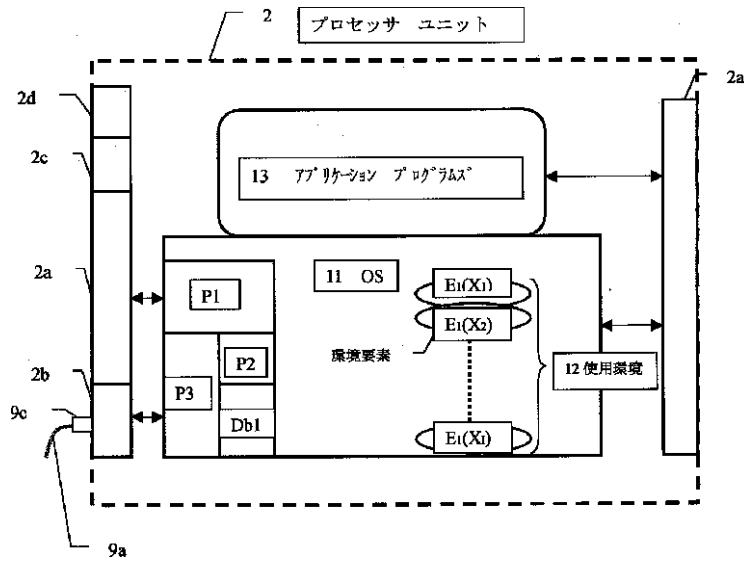 2 プロセッサ ユニット
2a
2d
2c
13 アプリケーション プログラムズ
2a
11 OS
P1
E1(X1)
E1(X2)
環境要素
P2
2b
12使用環境
P3
9c
Db1
E1(XI)
9a